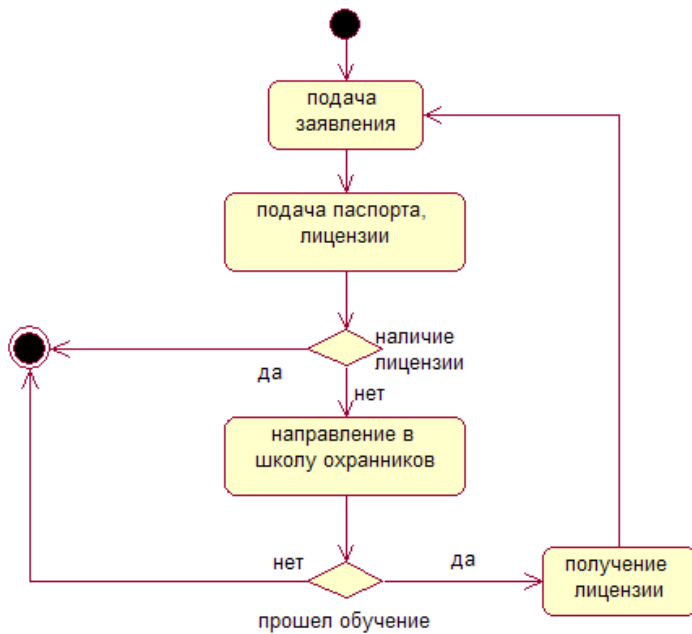 подача
заявления
подача паспорта,
лицензии
наличие
лицензии
да
нет
направление в
школу охранников
нет
да
получение
лицензии
прошел обучение